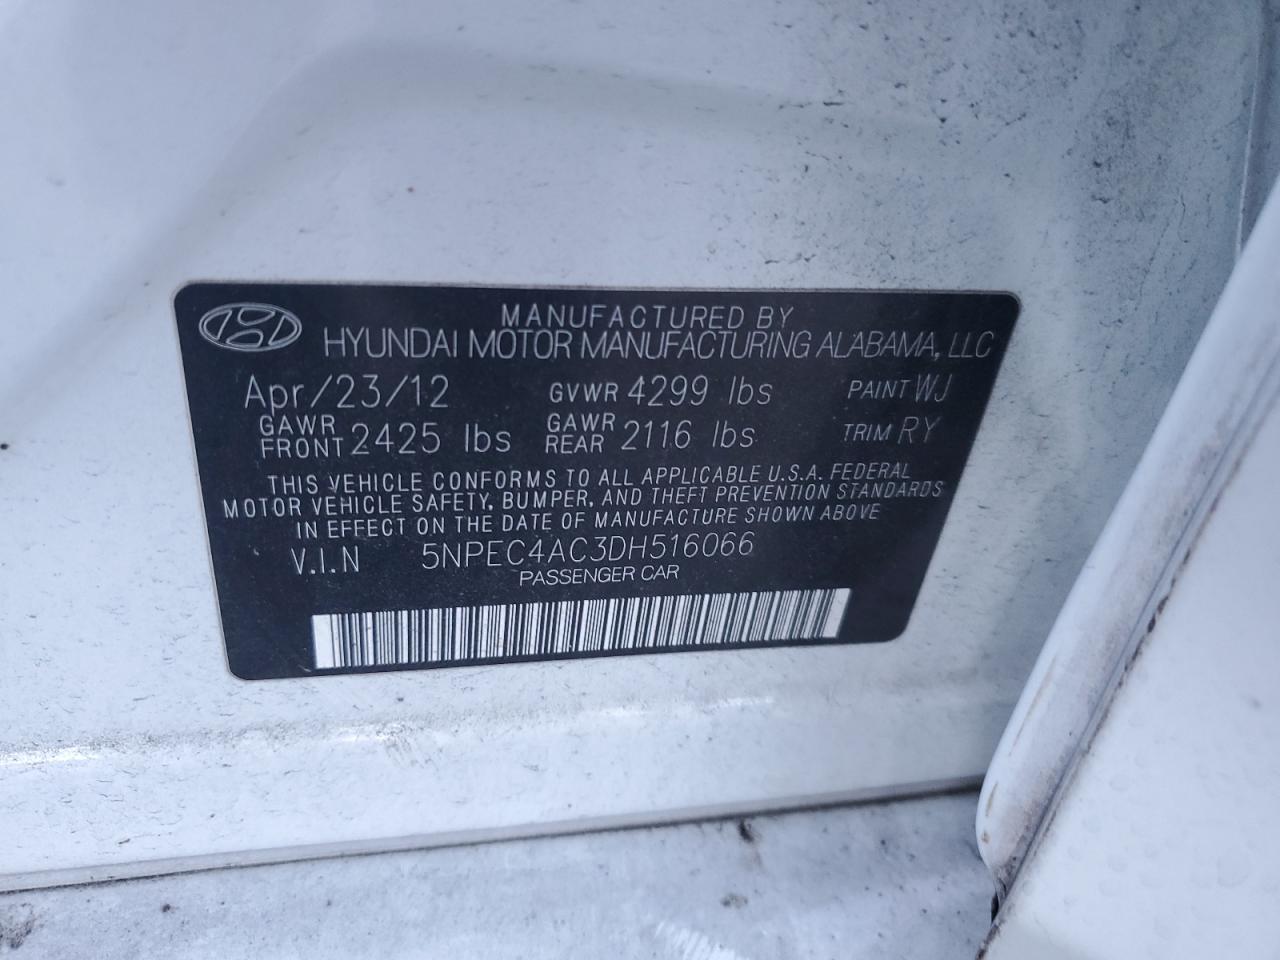 MANUFACTURED BY
HYUNDAI MOTOR MANUFACTURING ALABAMA, LLC
Apr/23/12 GVWR 4299 lbs PAINT WJ
GAWR FRONT 2425 lbs GAWR REAR 2116 lbs TRIM RY
THIS VEHICLE CONFORMS TO ALL APPLICABLE U.S.A. FEDERAL
MOTOR VEHICLE SAFETY, BUMPER, AND THEFT PREVENTION STANDARDS
IN EFFECT ON THE DATE OF MANUFACTURE SHOWN ABOVE
V.I.N 5NPEC4AC3DH516066
PASSENGER CAR